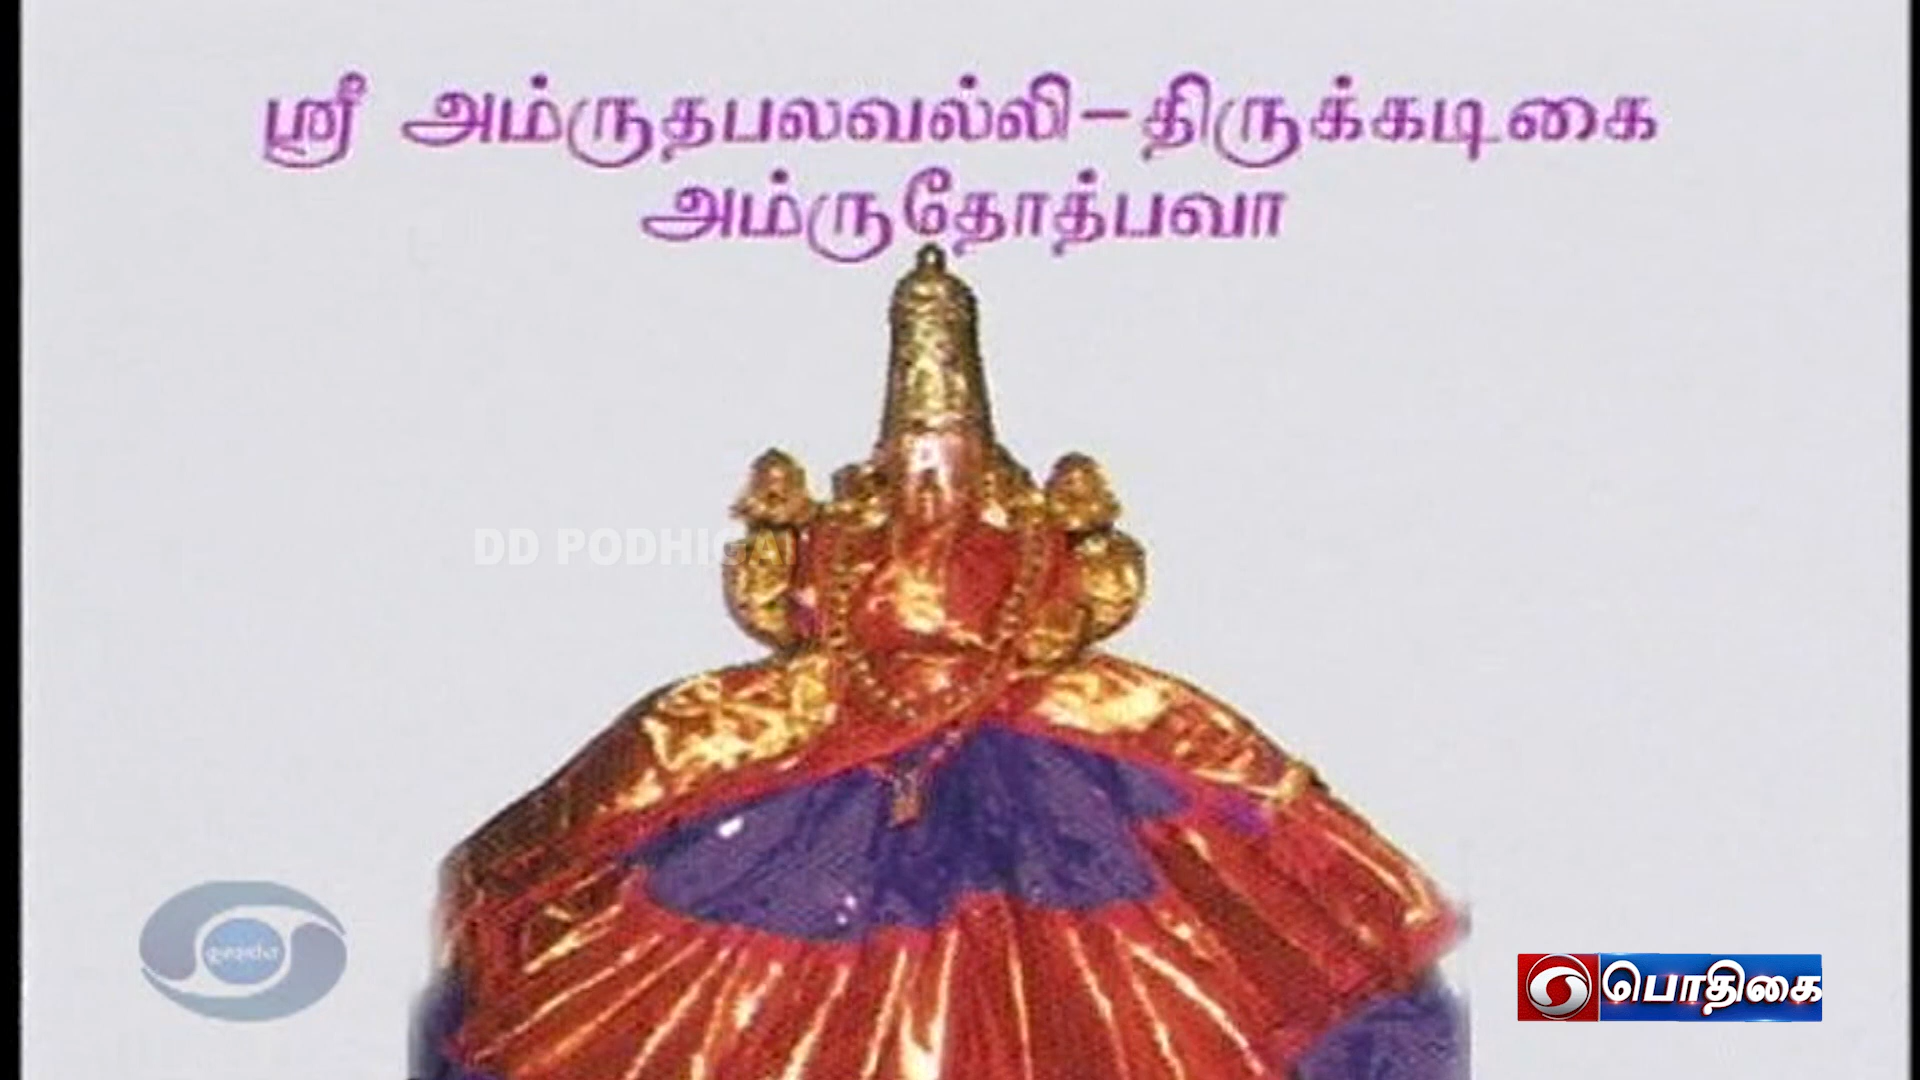 ஸ்ரீ அம்ருதபலவல்லி-திருக்கடிகை
அம்ருதோத்பவா
DD PODHIGAI
பொதிகை